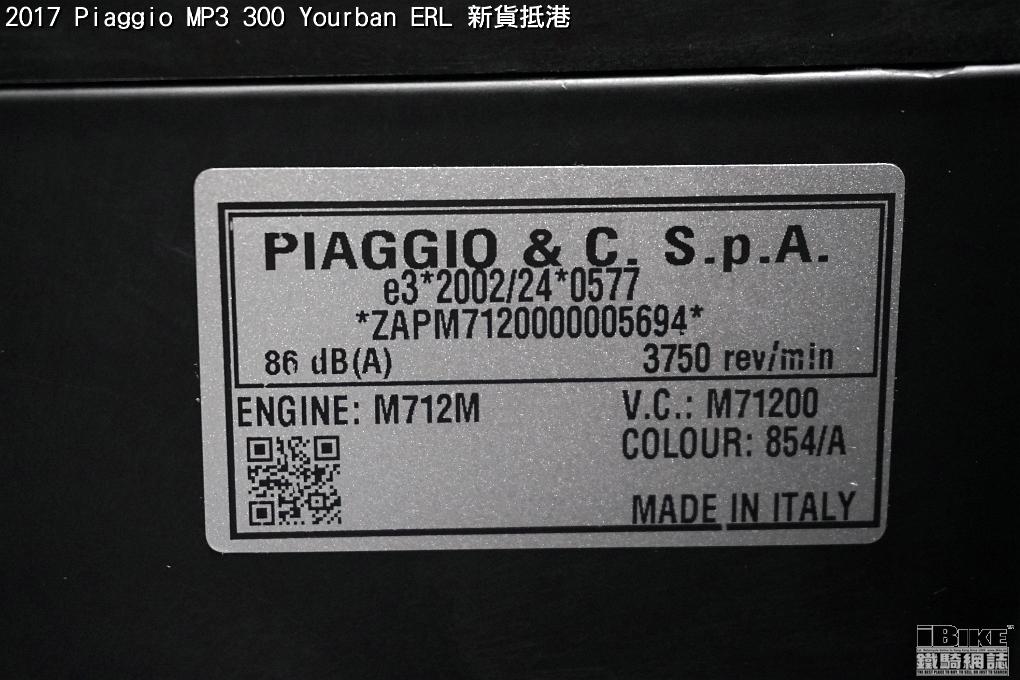 2017 Piaggio MP3 300 Yourban ERL 新貨抵港
PIAGGIO & C. S.p.A.
e3*2002/24*0577
*ZAPM7120000005694*
86 dB(A) 3750 rev/min
ENGINE: M712M V.C.: M71200
COLOUR: 854/A
MADE IN ITALY
iBIKE
鐵騎網誌